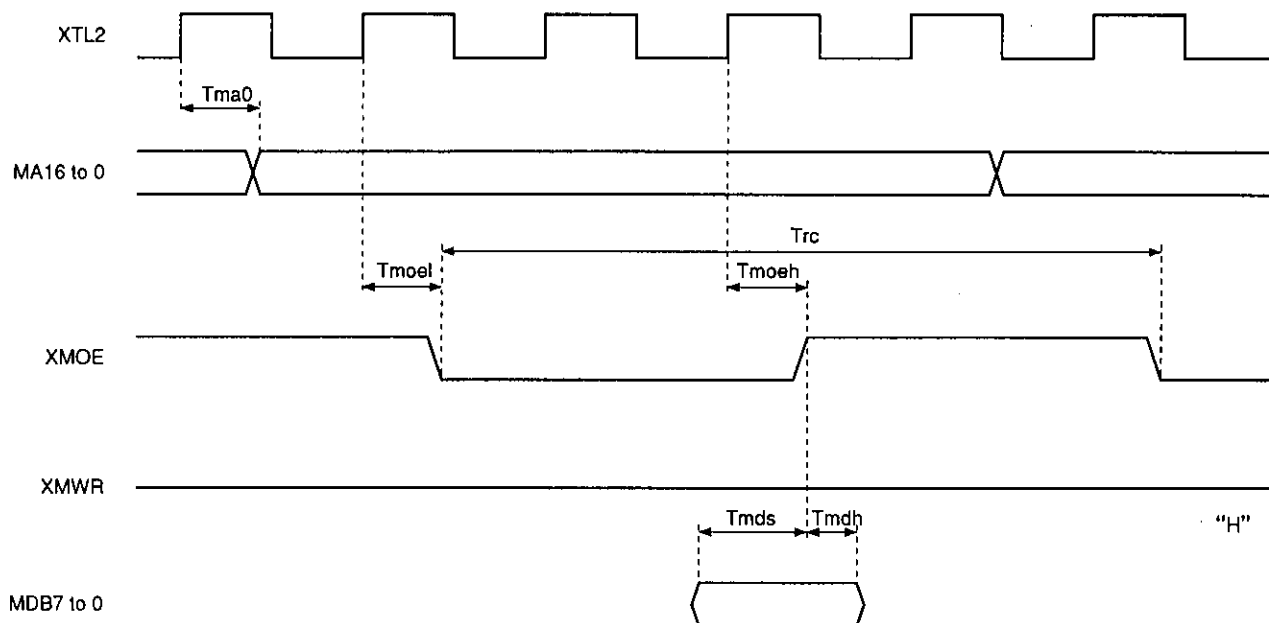 XTL2
Tma0
MA16 to 0
Trc
Tmoel
Tmoeh
XMOE
XMWR
Tmds
Tmdh
“H”
MDB7 to 0